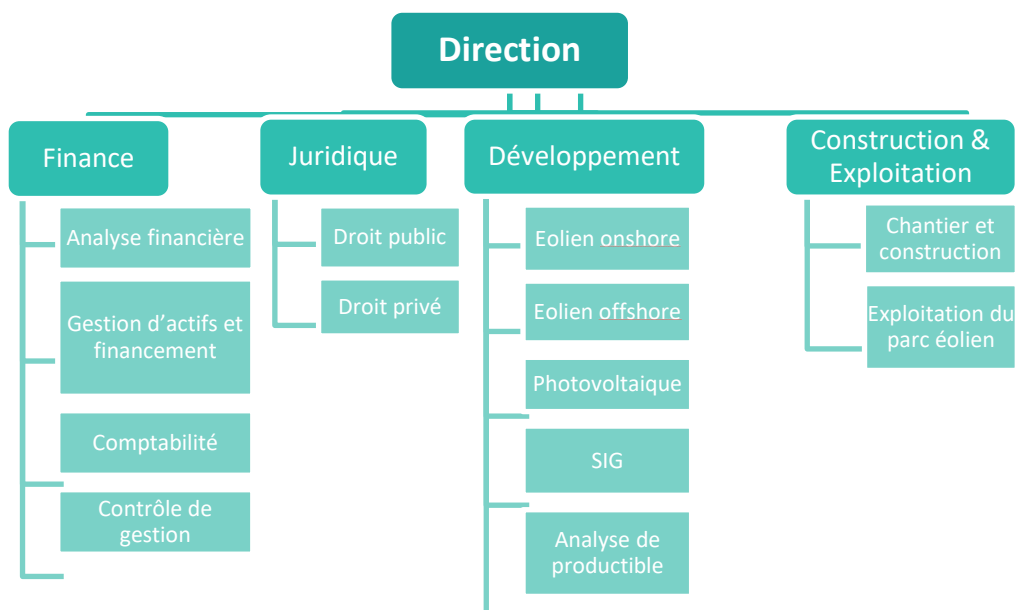 Direction
Finance
Analyse financière
Gestion d'actifs et
financement
Comptabilité
Contrôle de
gestion
Juridique
Droit public
Droit privé
Développement
Eolien onshore
Eolien offshore
Photovoltaique
SIG
Analyse de
productible
Construction &
Exploitation
Chantier et
construction
Exploitation du
parc éolien